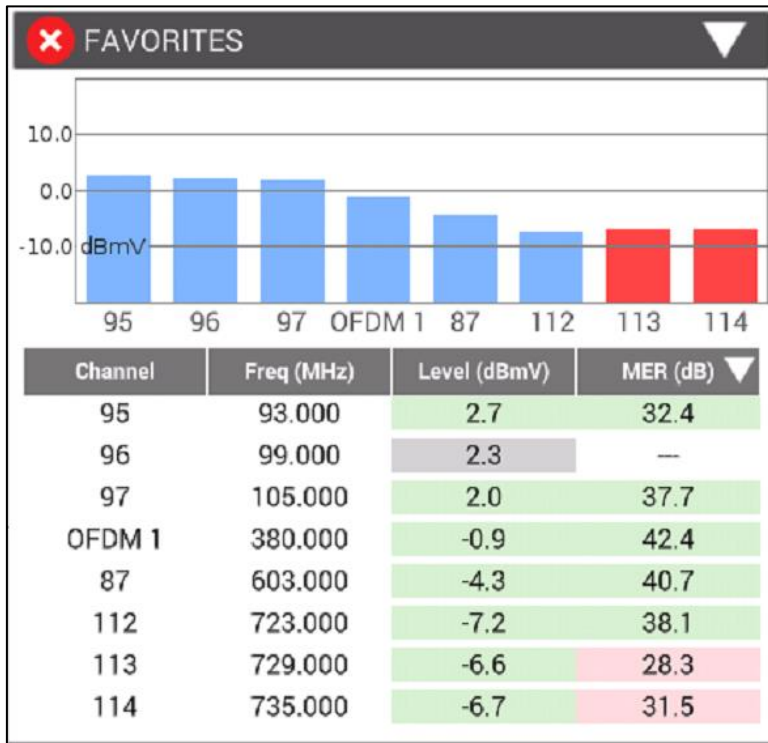 FAVORITES
10.0
0.0
-10.0 dBmV
95 96 97 OFDM 1 87 112 113 114
Channel Freq (MHz) Level (dBmV) MER (dB)
95 93.000 2.7 32.4
96 99.000 2.3 ---
97 105.000 2.0 37.7
OFDM 1 380.000 -0.9 42.4
87 603.000 -4.3 40.7
112 723.000 -7.2 38.1
113 729.000 -6.6 28.3
114 735.000 -6.7 31.5